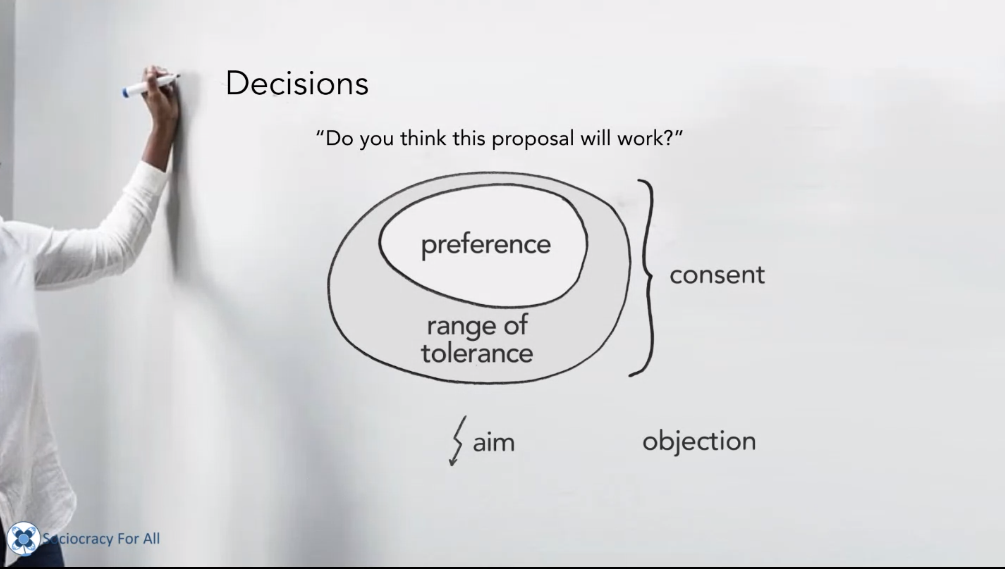 Decisions
“Do you think this proposal will work?”
preference
range of
tolerance
consent
aim
objection
Sociocracy For All